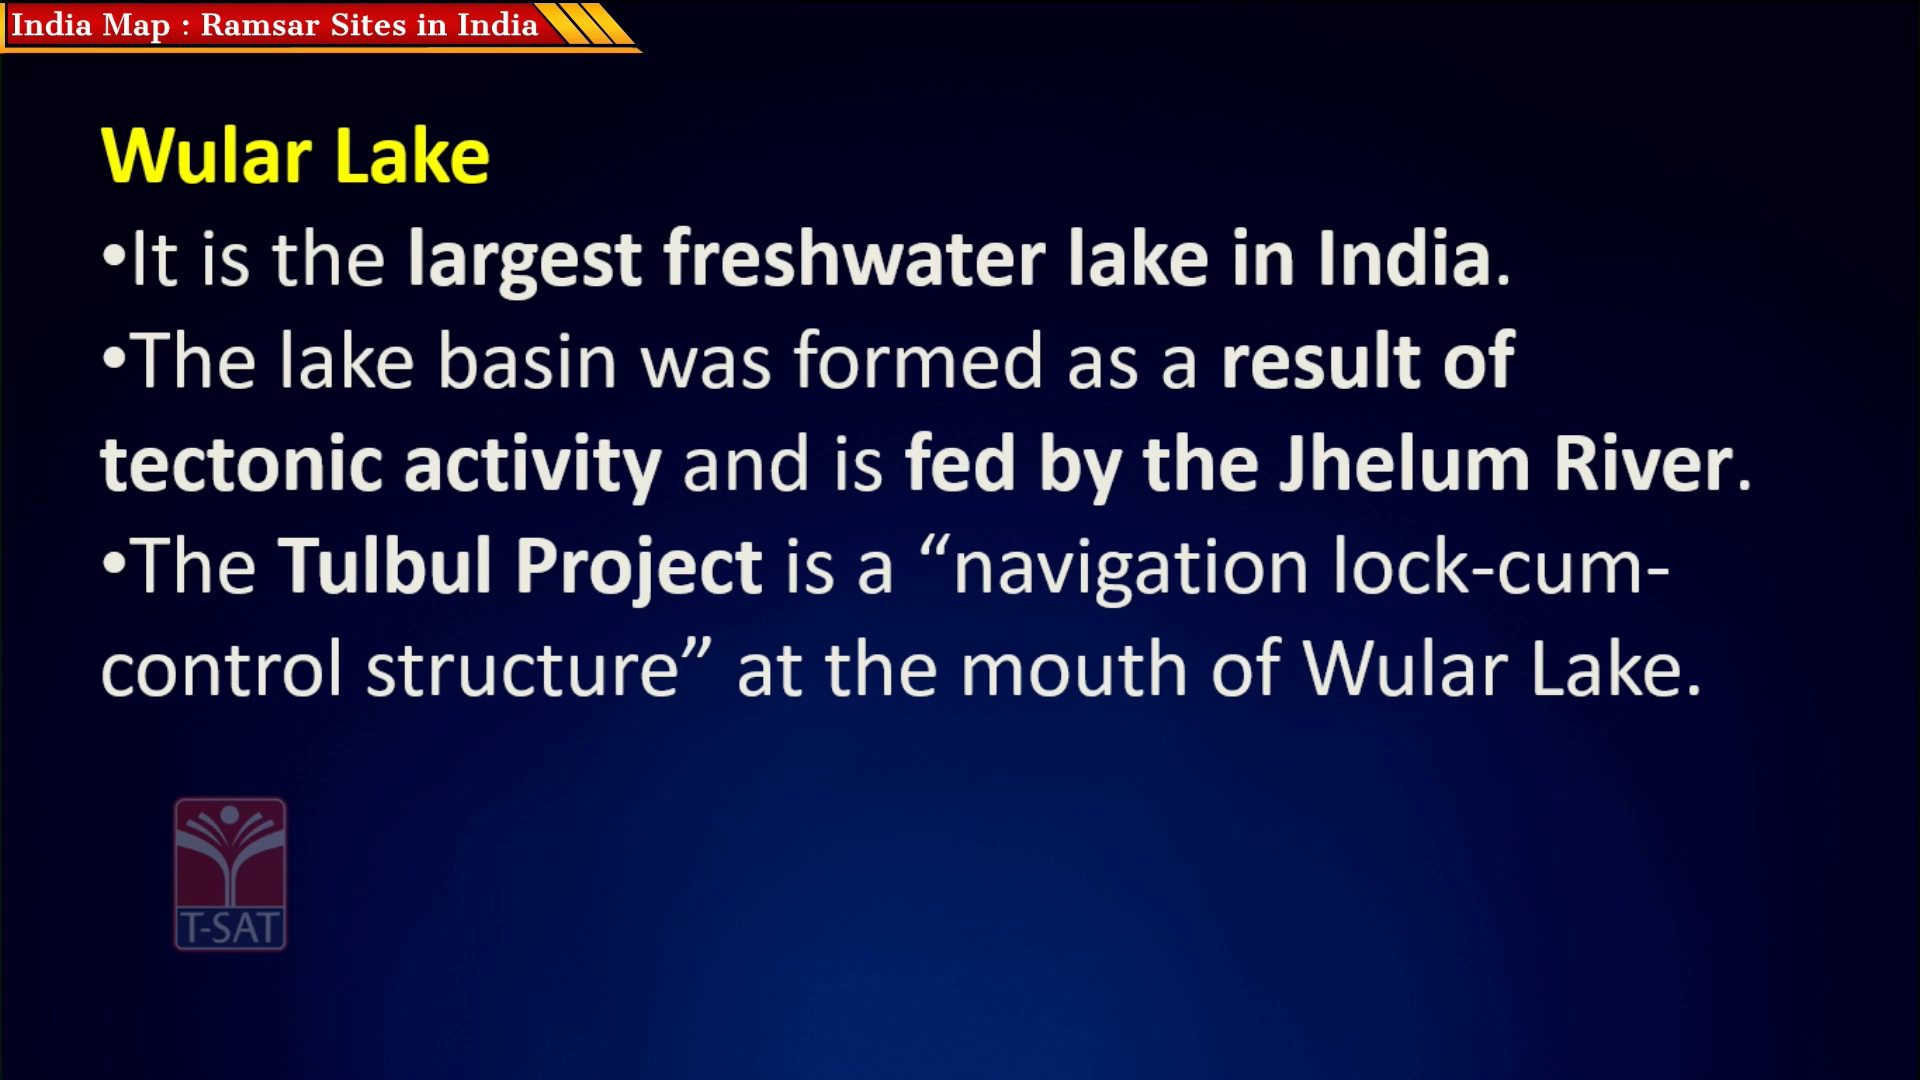 India Map : Ramsar Sites in India
Wular Lake
•It is the largest freshwater lake in India.
•The lake basin was formed as a result of
tectonic activity and is fed by the Jhelum River.
•The Tulbul Project is a “navigation lock-cum-
control structure” at the mouth of Wular Lake.
T-SAT